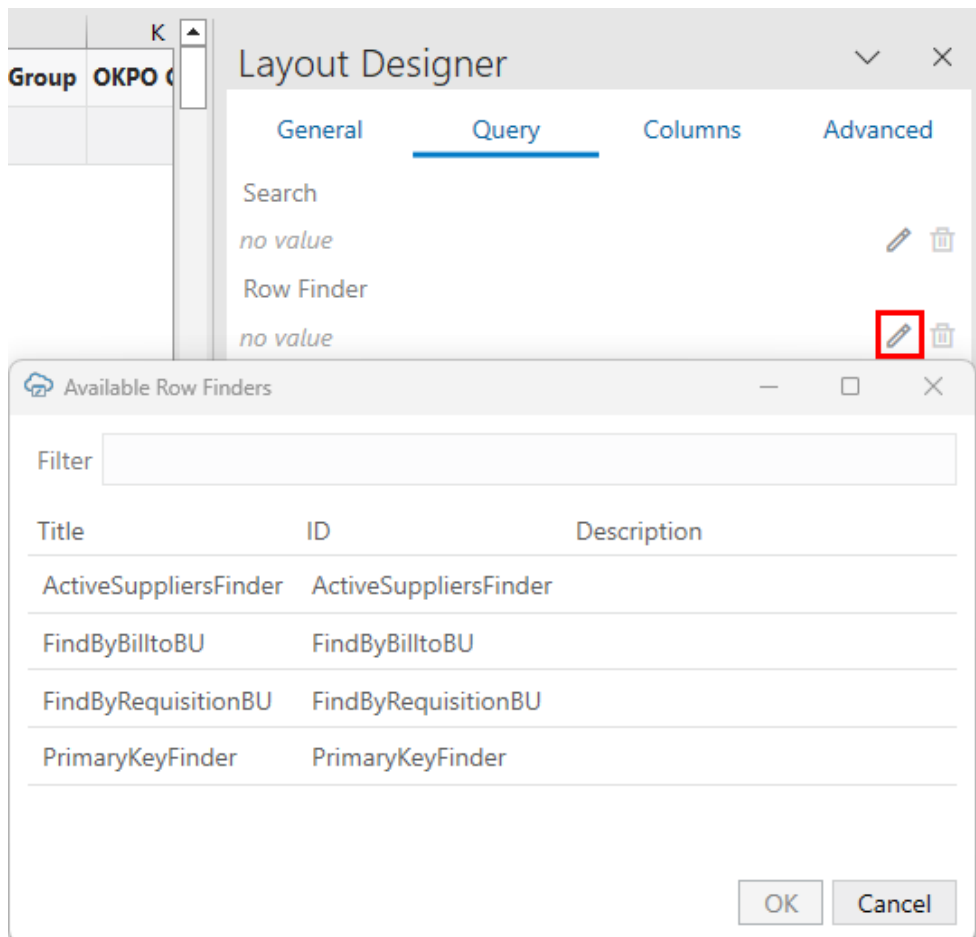 K
Group OKPO
Layout Designer
General Query Columns Advanced
Search
no value
Row Finder
no value
Available Row Finders
Filter
Title ID Description
ActiveSuppliersFinder ActiveSuppliersFinder
FindByBilltoBU FindByBilltoBU
FindByRequisitionBU FindByRequisitionBU
PrimaryKeyFinder PrimaryKeyFinder
OK Cancel